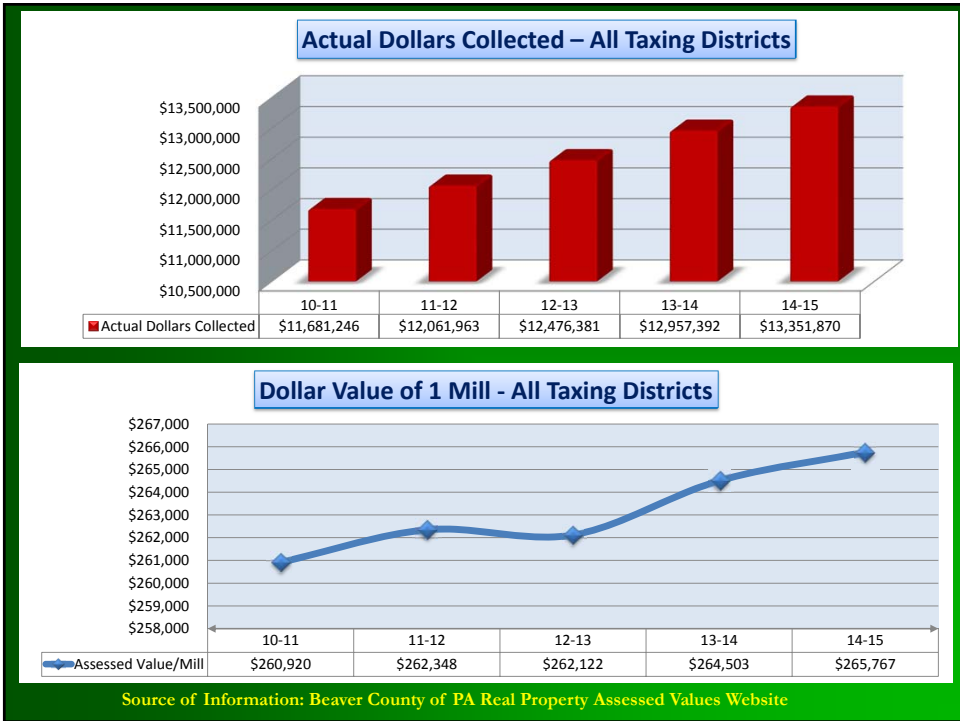 Actual Dollars Collected – All Taxing Districts
$13,500,000
$13,000,000
$12,500,000
$12,000,000
$11,500,000
$11,000,000
$10,500,000
10-11 11-12 12-13 13-14 14-15
Actual Dollars Collected $11,681,246 $12,061,963 $12,476,381 $12,957,392 $13,351,870
Dollar Value of 1 Mill - All Taxing Districts
$267,000
$266,000
$265,000
$264,000
$263,000
$262,000
$261,000
$260,000
$259,000
$258,000
10-11 11-12 12-13 13-14 14-15
Assessed Value/Mill $260,920 $262,348 $262,122 $264,503 $265,767
Source of Information: Beaver County of PA Real Property Assessed Values Website